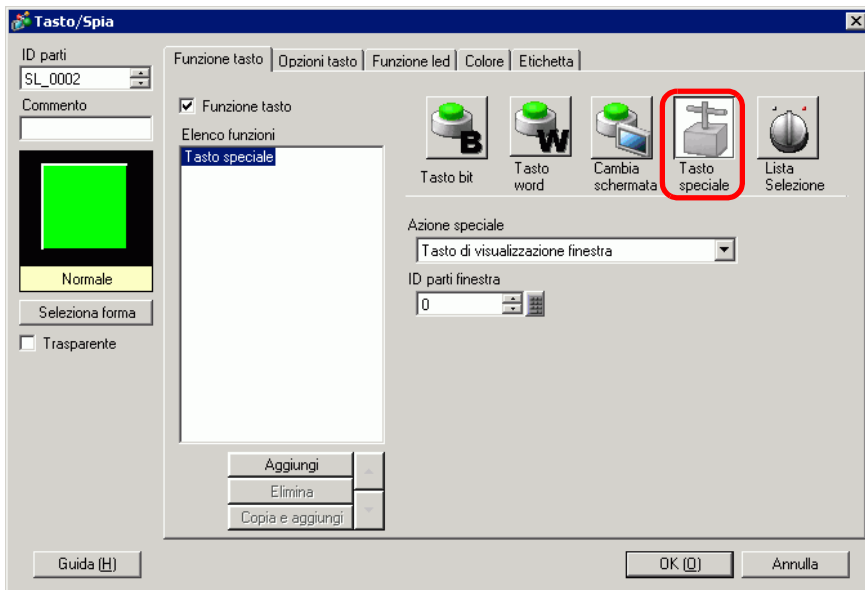 Tasto/Spia
ID parti
SL_0002
Commento
Normale
Seleziona forma
Trasparente
Funzione tasto
Opzioni tasto
Funzione led
Colore
Etichetta
Funzione tasto
Elenco funzioni
Tasto speciale
Aggiungi
Elimina
Copia e aggiungi
B
Tasto bit
W
Tasto
word
Cambia
schermata
Tasto
speciale
Lista
Selezione
Azione speciale
Tasto di visualizzazione finestra
ID parti finestra
0
Guida (H)
OK (O)
Annulla